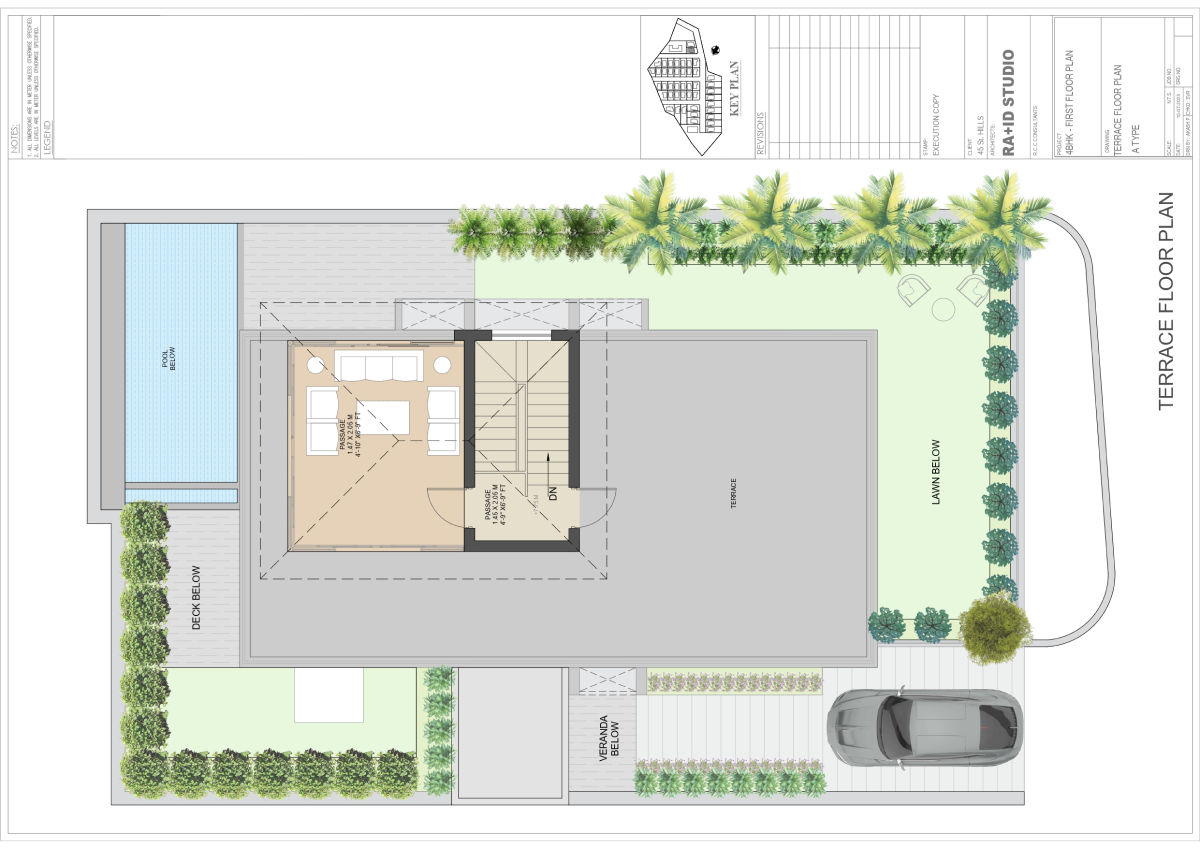 NOTES:
1. ALL DIMENSIONS ARE IN METER UNLESS OTHERWISE SPECIFIED.
2. ALL LEVELS ARE IN METER UNLESS OTHERWISE SPECIFIED.
LEGEND
KEY PLAN
REVISIONS
STAMP
EXECUTION COPY
CLIENT
45 St. HILLS
ARCHITECTS:
RA+ID STUDIO
R.C.C CONSULTANTS:
PROJECT
4BHK - FIRST FLOOR PLAN
DRAWING
TERRACE FLOOR PLAN
A TYPE
SCALE:
N.T.S.
JOB NO
DATE:
DRG NO
TERRACE FLOOR PLAN
POOL
BELOW
PASSAGE
1.47 X 2.05 M
4'-10" X6'-9" FT
PASSAGE
1.45 X 2.05 M
4'-9" X6'-9" FT
DN
TERRACE
LAWN BELOW
DECK BELOW
VERANDA
BELOW